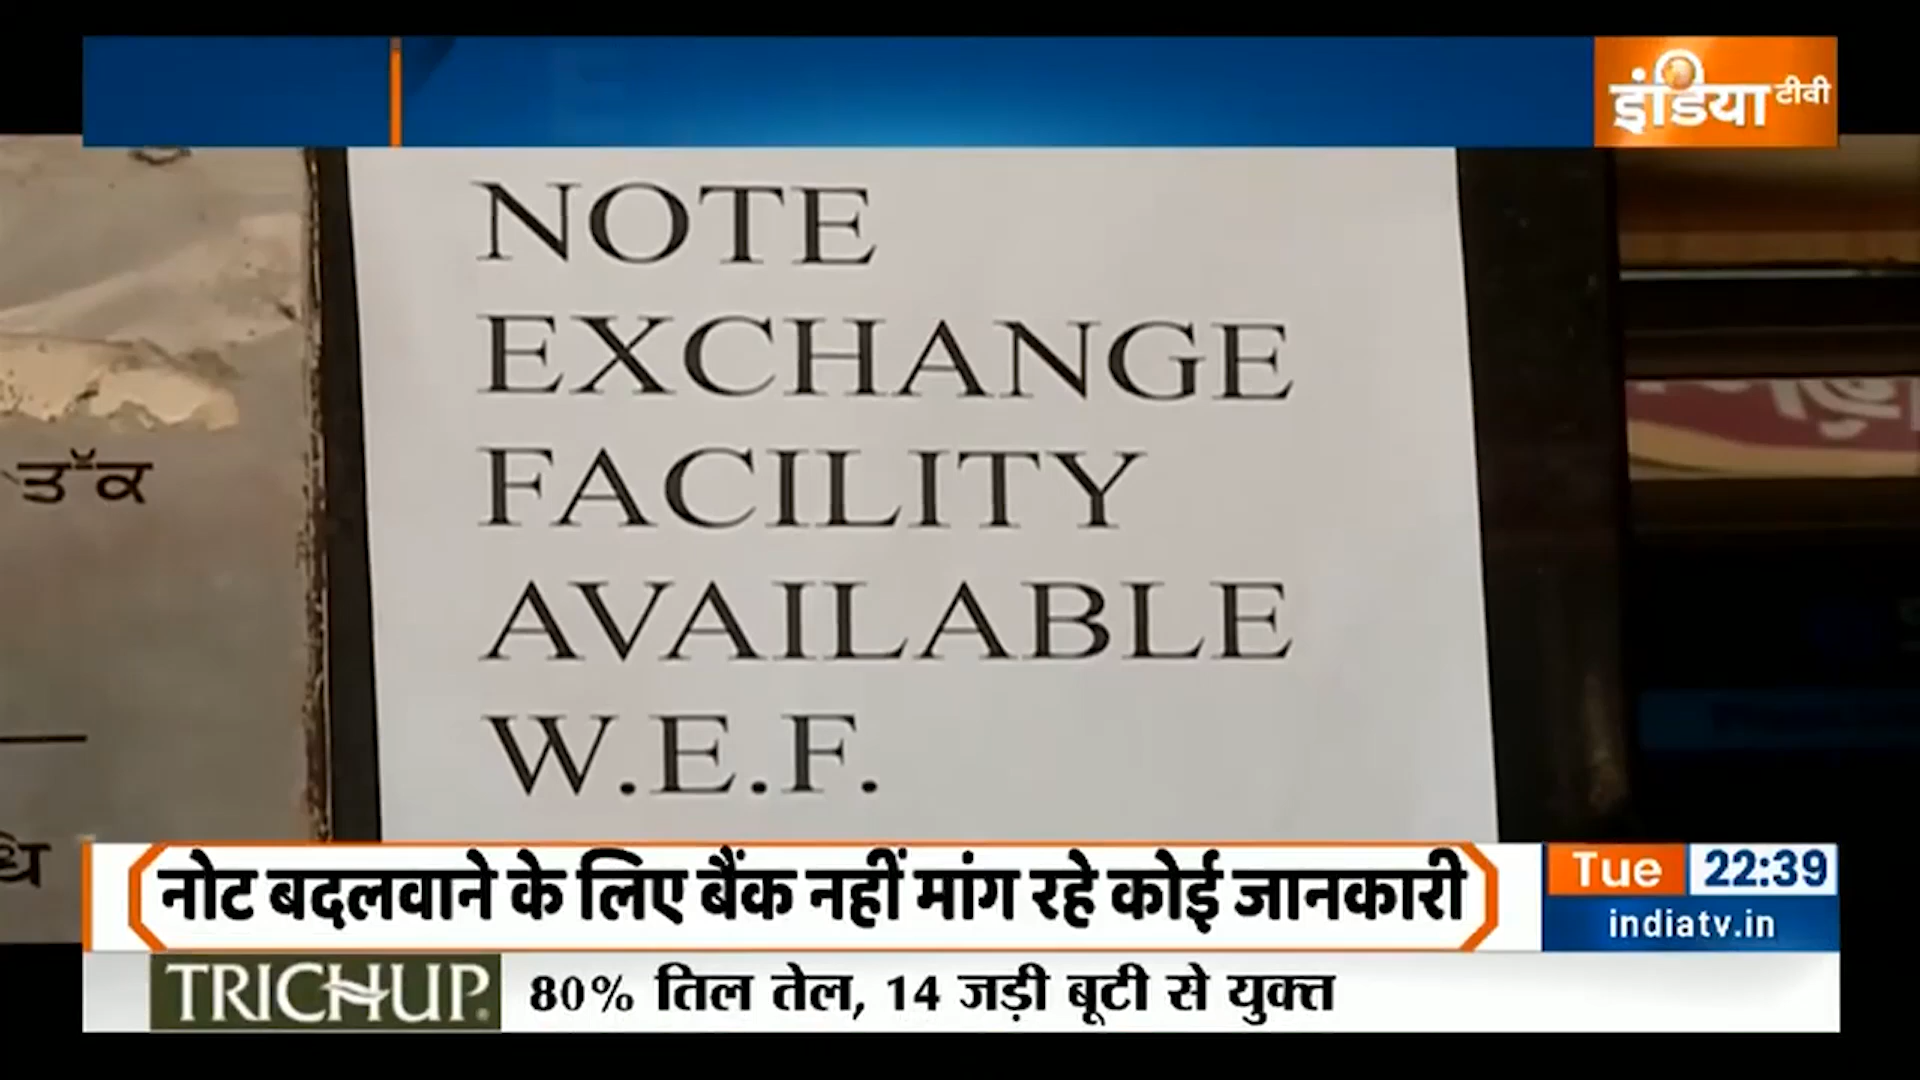 इंडिया टीवी
NOTE
EXCHANGE
FACILITY
AVAILABLE
W.E.F.
ਤੱਕ
नोट बदलवाने के लिए बैंक नहीं मांग रहे कोई जानकारी
Tue 22:39
indiatv.in
TRICHUP. 80% तिल तेल, 14 जड़ी बूटी से युक्त